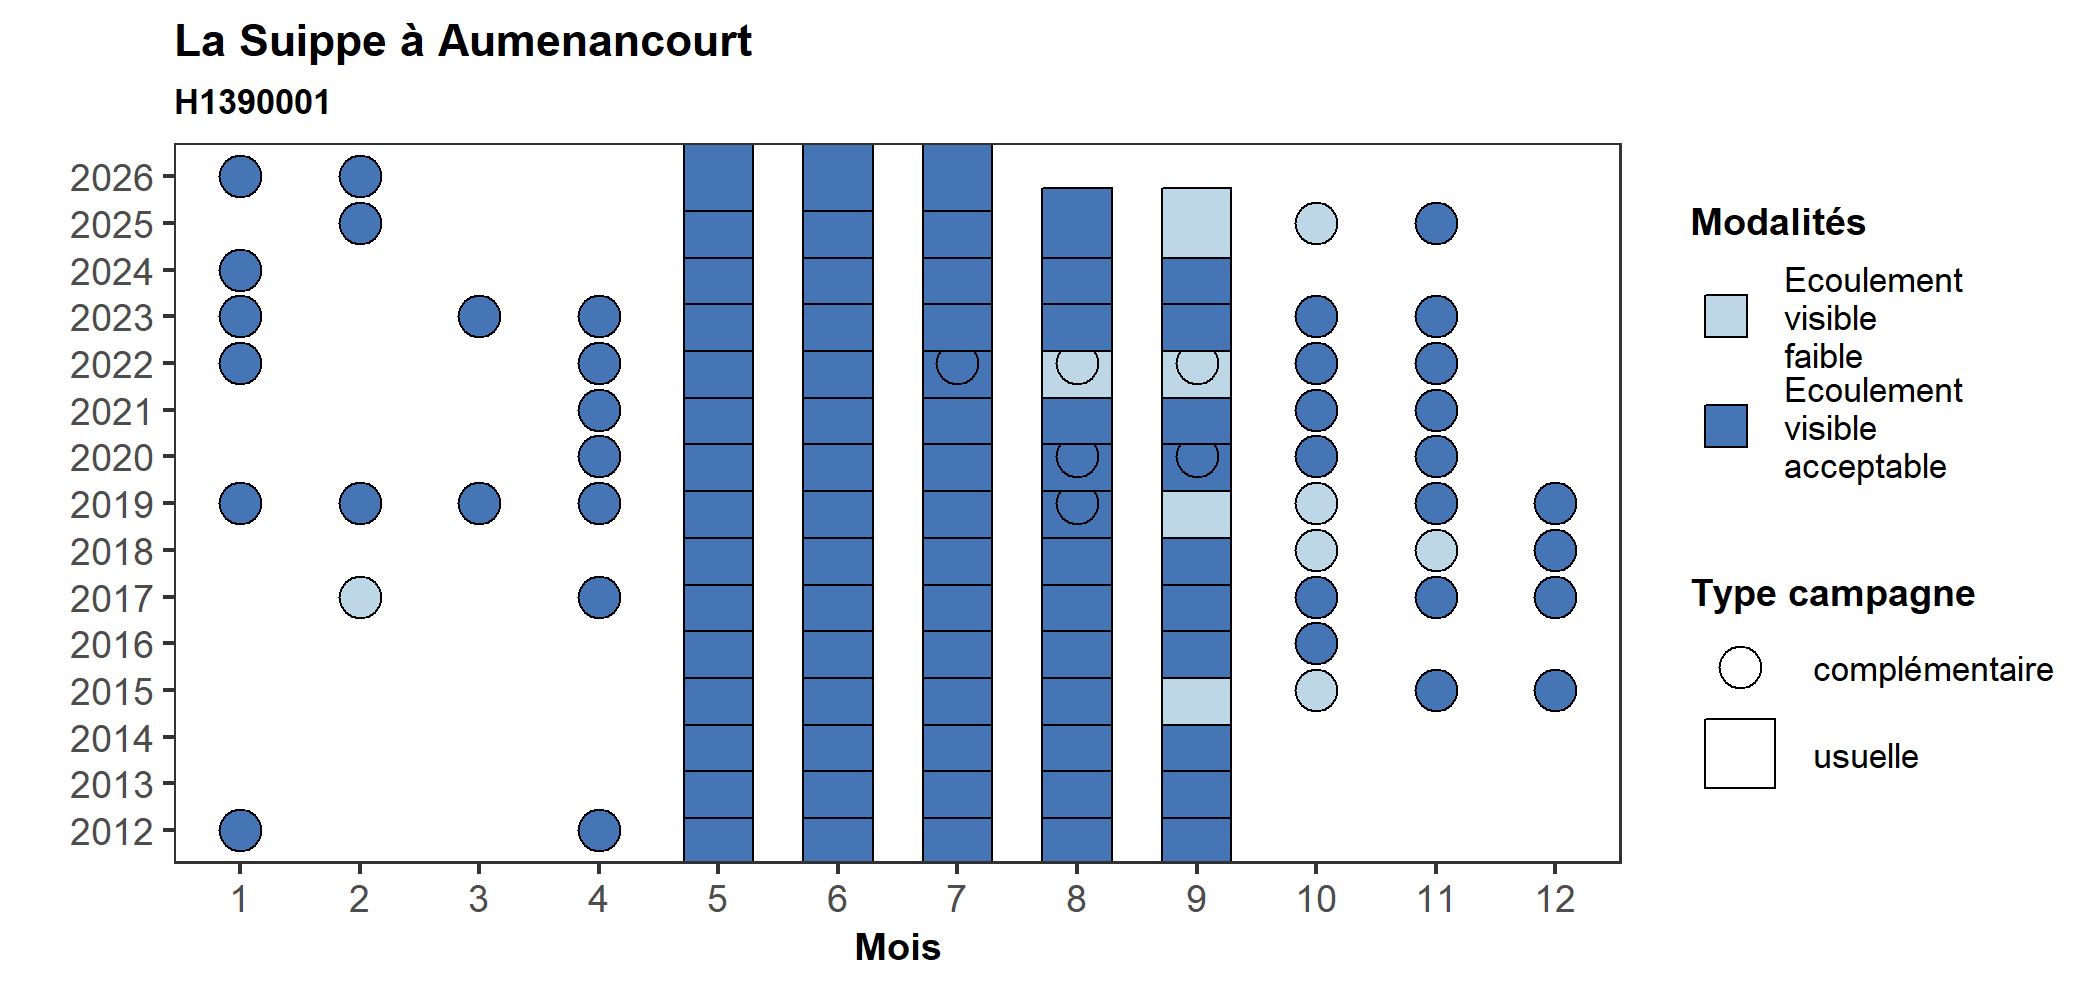 La Suippe à Aumenancourt
H1390001
2026
2025
2024
2023
2022
2021
2020
2019
2018
2017
2016
2015
2014
2013
2012
1 2 3 4 5 6 7 8 9 10 11 12
Mois
Modalités
Ecoulement
visible
faible
Ecoulement
visible
acceptable
Type campagne
complémentaire
usuelle